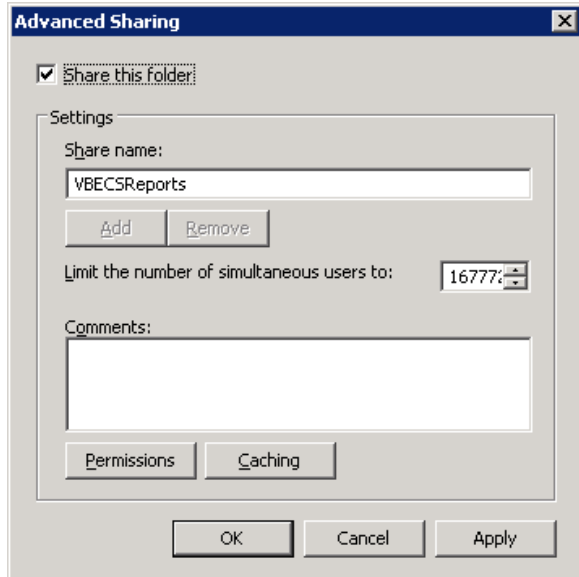 Advanced Sharing
Share this folder
Settings
Share name:
VBECSReports
Add Remove
Limit the number of simultaneous users to:
Comments:
Permissions Caching
OK Cancel Apply